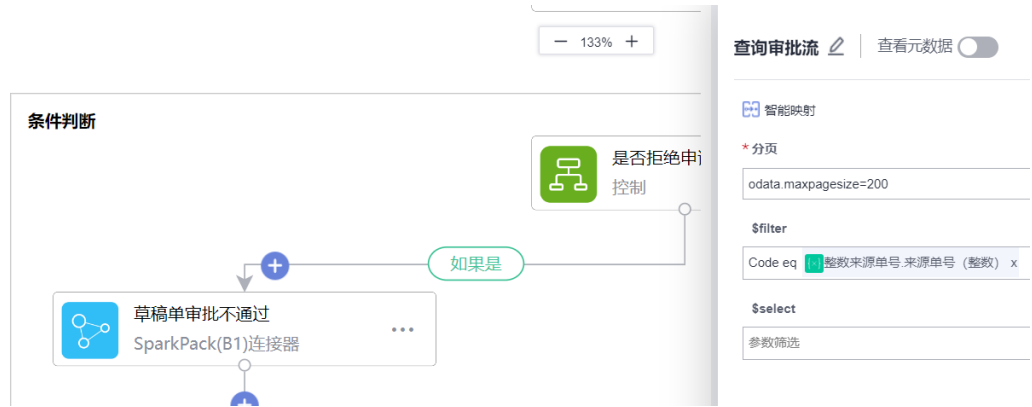 133%
条件判断
是否拒绝申
控制
如果是
草稿单审批不通过
SparkPack(B1)连接器
查询审批流
查看元数据
智能映射
* 分页
odata.maxpagesize=200
$filter
Code eq 整数来源单号.来源单号（整数） x
$select
参数筛选